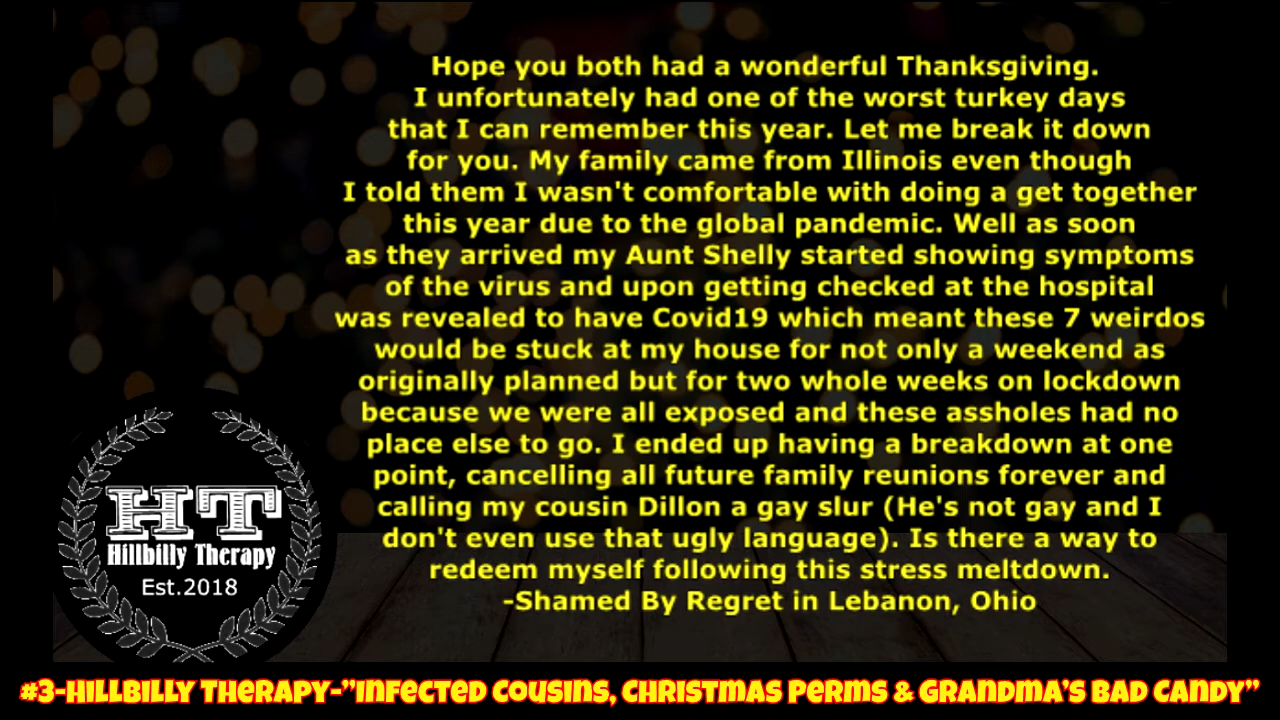 Hope you both had a wonderful Thanksgiving.
I unfortunately had one of the worst turkey days
that I can remember this year. Let me break it down
for you. My family came from Illinois even though
I told them I wasn't comfortable with doing a get together
this year due to the global pandemic. Well as soon
as they arrived my Aunt Shelly started showing symptoms
of the virus and upon getting checked at the hospital
was revealed to have Covid19 which meant these 7 weirdos
would be stuck at my house for not only a weekend as
originally planned but for two whole weeks on lockdown
because we were all exposed and these assholes had no
place else to go. I ended up having a breakdown at one
point, cancelling all future family reunions forever and
calling my cousin Dillon a gay slur (He's not gay and I
don't even use that ugly language). Is there a way to
redeem myself following this stress meltdown.
-Shamed By Regret in Lebanon, Ohio
HT
Hillbilly Therapy
Est.2018
#3-Hillbilly Therapy-"Infected Cousins, Christmas Perms & Grandma's Bad Candy"